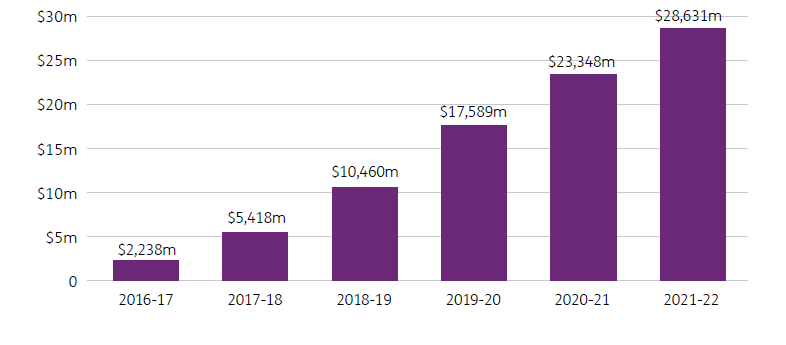 $30m
$28,631m
$25m
$23,348m
$20m
$17,589m
$15m
$10,460m
$10m
$5,418m
$5m
$2,238m
0
2016-17 2017-18 2018-19 2019-20 2020-21 2021-22